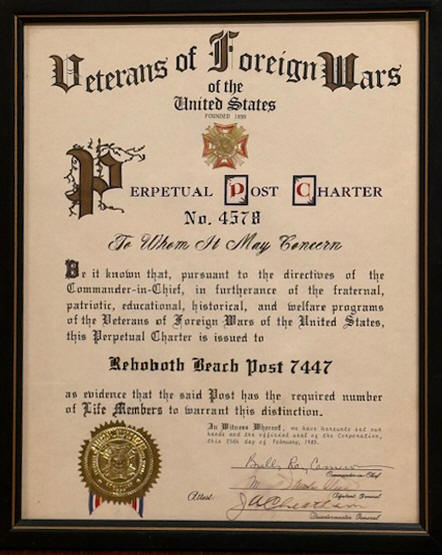 Veterans of Foreign Wars
of the
United States
FOUNDED 1899
PERPETUAL POST CHARTER
No. 4578
To Whom It May Concern
Be it known that, pursuant to the directives of the
Commander-in-Chief, in furtherance of the fraternal,
patriotic, educational, historical, and welfare programs
of the Veterans of Foreign Wars of the United States,
this Perpetual Charter is issued to
Rehoboth Beach Post 7447
as evidence that the said Post has the required number
of Life Members to warrant this distinction.
In Witness Whereof, we have hereunto set our
hands and the official seal of the Corporation,
this 25th day of February, 1985.
Billy Ray
Commander-in-Chief
Adjutant General
Attest:
Quartermaster General